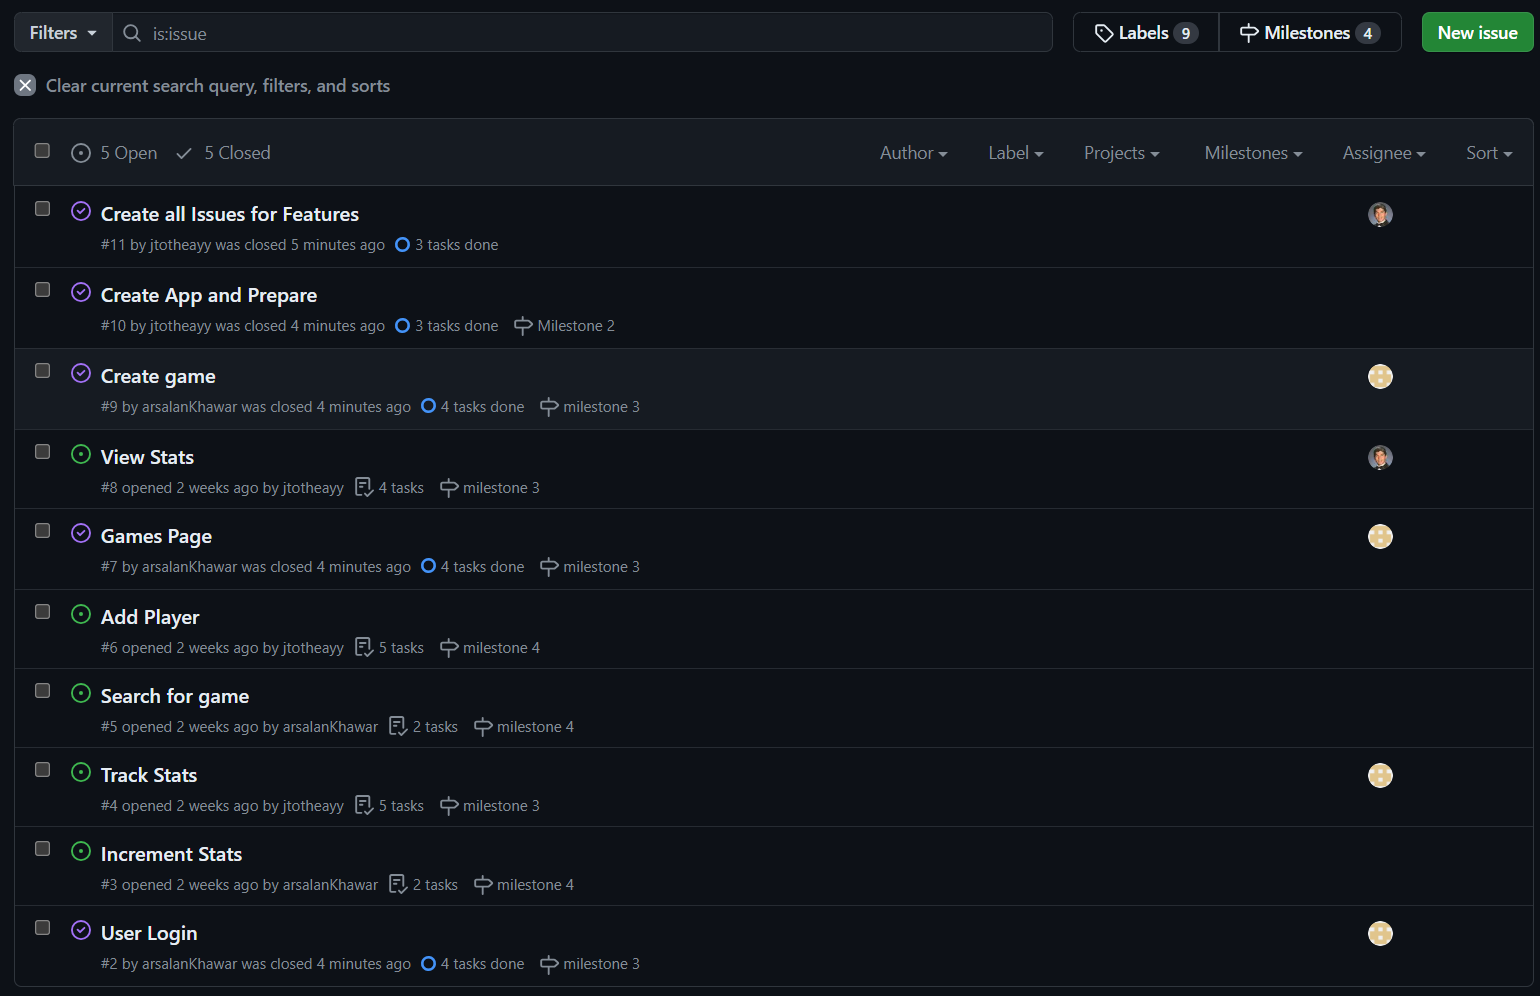 Filters is:issue Labels 9 Milestones 4 New issue
Clear current search query, filters, and sorts
5 Open 5 Closed Author Label Projects Milestones Assignee Sort
Create all Issues for Features
#11 by jtotheayy was closed 5 minutes ago 3 tasks done
Create App and Prepare
#10 by jtotheayy was closed 4 minutes ago 3 tasks done Milestone 2
Create game
#9 by arsalanKhawar was closed 4 minutes ago 4 tasks done milestone 3
View Stats
#8 opened 2 weeks ago by jtotheayy 4 tasks milestone 3
Games Page
#7 by arsalanKhawar was closed 4 minutes ago 4 tasks done milestone 3
Add Player
#6 opened 2 weeks ago by jtotheayy 5 tasks milestone 4
Search for game
#5 opened 2 weeks ago by arsalanKhawar 2 tasks milestone 4
Track Stats
#4 opened 2 weeks ago by jtotheayy 5 tasks milestone 3
Increment Stats
#3 opened 2 weeks ago by arsalanKhawar 2 tasks milestone 4
User Login
#2 by arsalanKhawar was closed 4 minutes ago 4 tasks done milestone 3